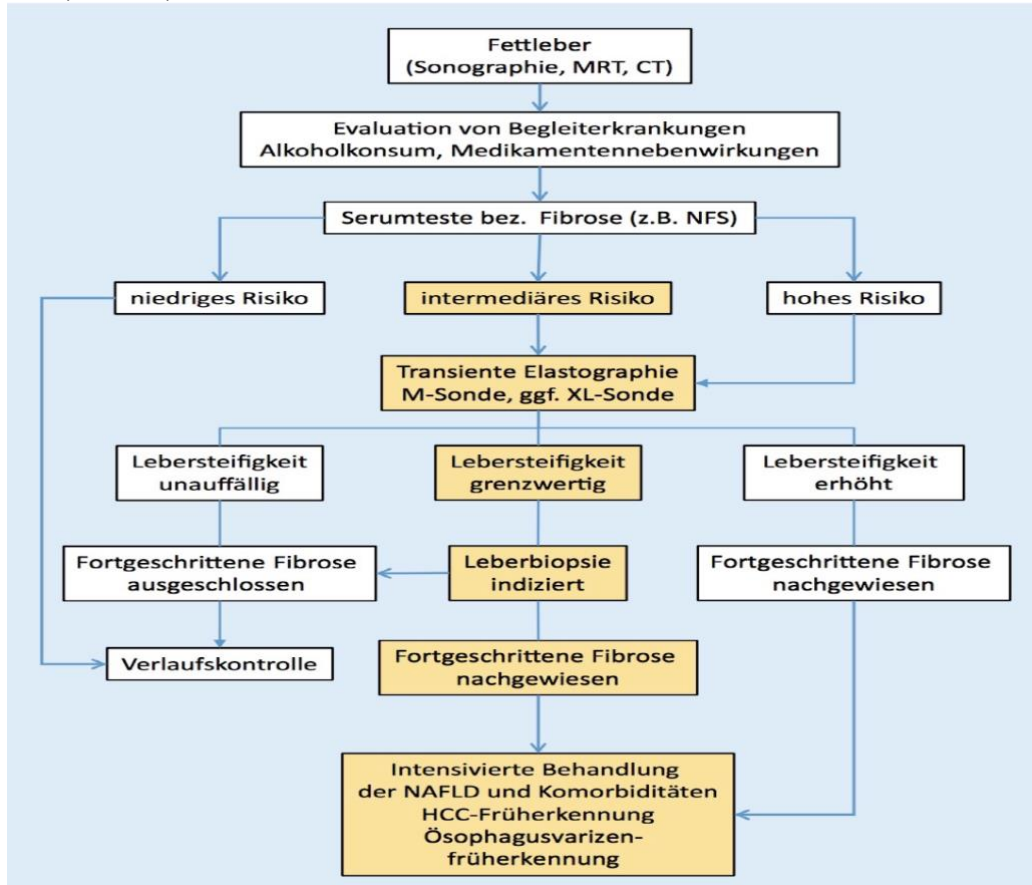 Fettleber
(Sonographie, MRT, CT)
Evaluation von Begleiterkrankungen
Alkoholkonsum, Medikamentennebenwirkungen
Serumteste bez. Fibrose (z.B. NFS)
niedriges Risiko
intermediäres Risiko
hohes Risiko
Transiente Elastographie
M-Sonde, ggf. XL-Sonde
Lebersteifigkeit
unauffällig
Lebersteifigkeit
grenzwertig
Lebersteifigkeit
erhöht
Fortgeschrittene Fibrose
ausgeschlossen
Leberbiopsie
indiziert
Fortgeschrittene Fibrose
nachgewiesen
Verlaufskontrolle
Fortgeschrittene Fibrose
nachgewiesen
Intensivierte Behandlung
der NAFLD und Komorbiditäten
HCC-Früherkennung
Ösophagusvarizen-
früherkennung